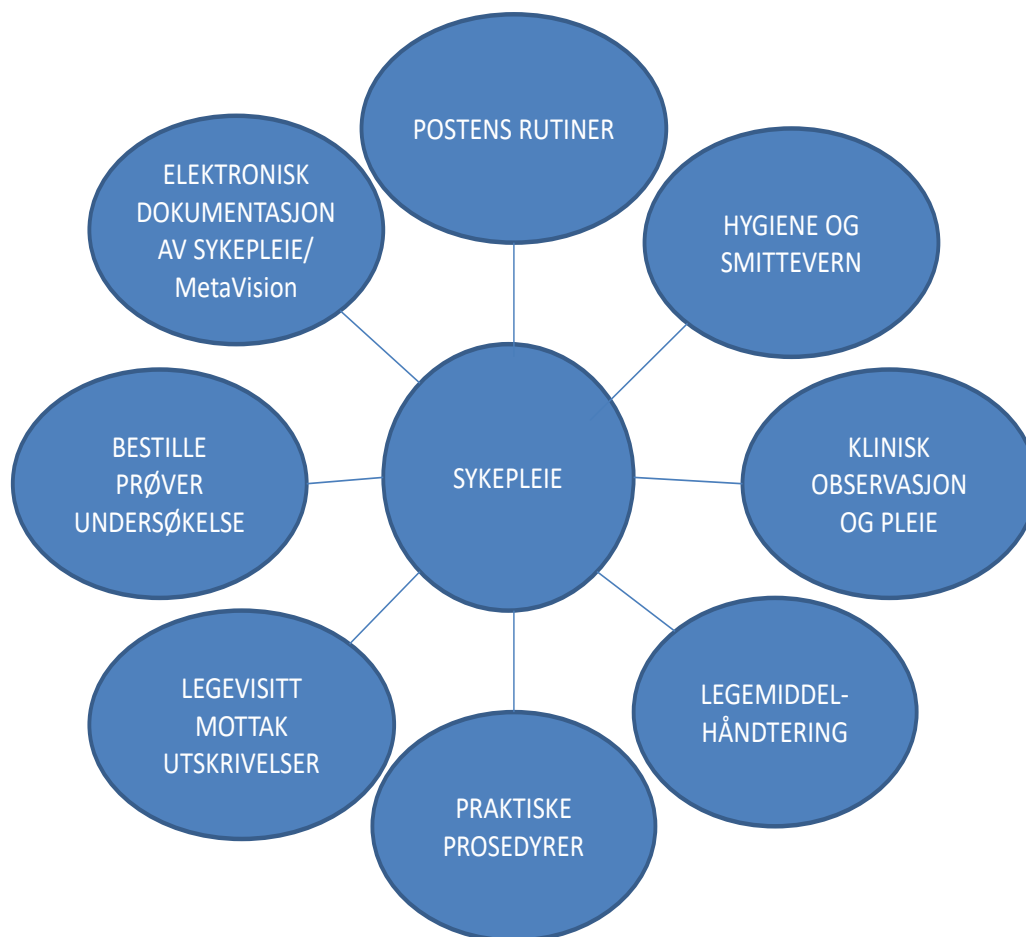 POSTENS RUTINER
ELEKTRONISK
DOKUMENTASJON
AV SYKEPLEIE/
MetaVision
HYGIENE OG
SMITTEVERN
BESTILLE
PRØVER
UNDERSØKELSE
SYKEPLEIE
KLINISK
OBSERVASJON
OG PLEIE
LEGEVISITT
MOTTAK
UTSKRIVELSER
LEGEMIDDEL-
HÅNDTERING
PRAKTISKE
PROSEDYRER